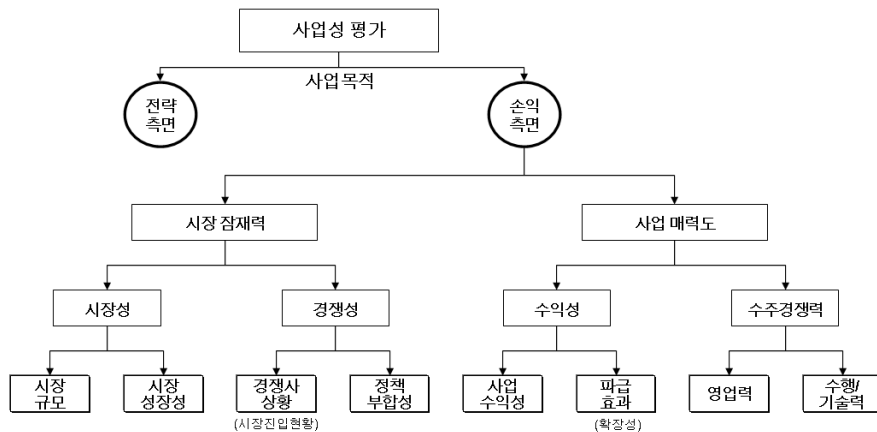 사업성 평가
사업 목적
전략
측면
손익
측면
시장 잠재력
사업 매력도
시장성
경쟁성
수익성
수주경쟁력
시장
규모
시장
성장성
경쟁사
상황
(시장진입현황)
정책
부합성
사업
수익성
파급
효과
(확장성)
영업력
수행/
기술력